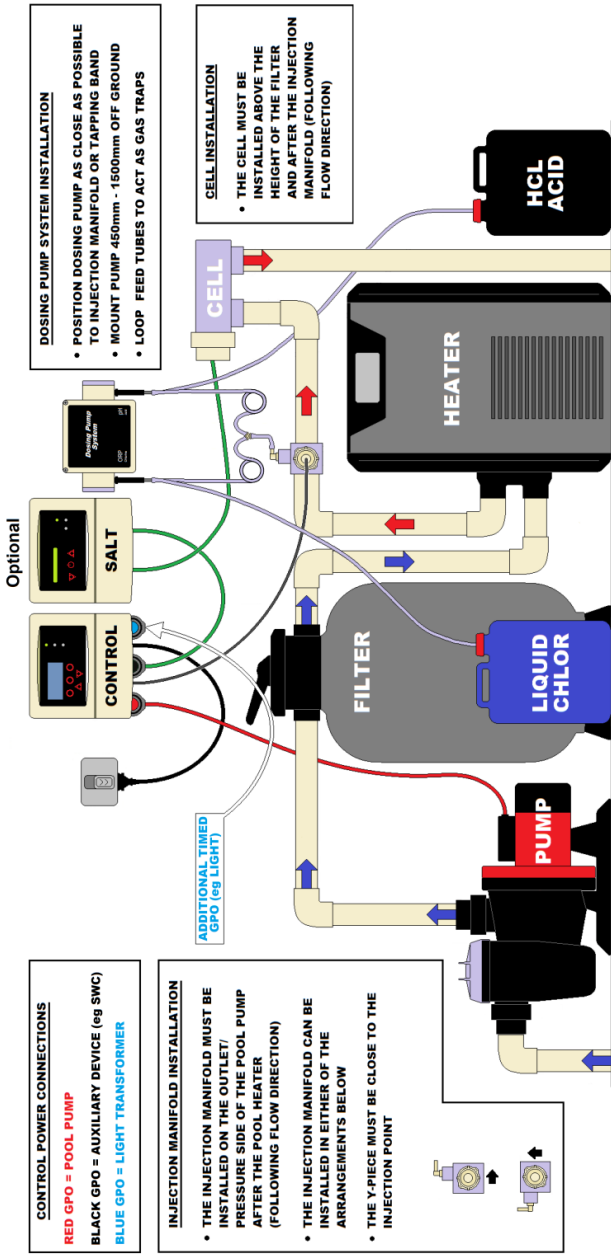 CONTROL POWER CONNECTIONS
RED GPO = POOL PUMP
BLACK GPO = AUXILIARY DEVICE (eg SWC)
BLUE GPO = LIGHT TRANSFORMER
INJECTION MANIFOLD INSTALLATION
• THE INJECTION MANIFOLD MUST BE
INSTALLED ON THE OUTLET/
PRESSURE SIDE OF THE POOL PUMP
AFTER THE POOL HEATER
(FOLLOWING FLOW DIRECTION)
• THE INJECTION MANIFOLD CAN BE
INSTALLED IN EITHER OF THE
ARRANGEMENTS BELOW
• THE Y-PIECE MUST BE CLOSE TO THE
INJECTION POINT
ADDITIONAL TIMED
GPO (eg LIGHT)
Optional
CONTROL
SALT
Dosing Pump
System
ORP
pH
DOSING PUMP SYSTEM INSTALLATION
• POSITION DOSING PUMP AS CLOSE AS POSSIBLE
TO INJECTION MANIFOLD OR TAPPING BAND
• MOUNT PUMP 450mm - 1500mm OFF GROUND
• LOOP FEED TUBES TO ACT AS GAS TRAPS
CELL INSTALLATION
• THE CELL MUST BE
INSTALLED ABOVE THE
HEIGHT OF THE FILTER
AND AFTER THE INJECTION
MANIFOLD (FOLLOWING
FLOW DIRECTION)
CELL
PUMP
FILTER
LIQUID
CHLOR
HEATER
HCL
ACID